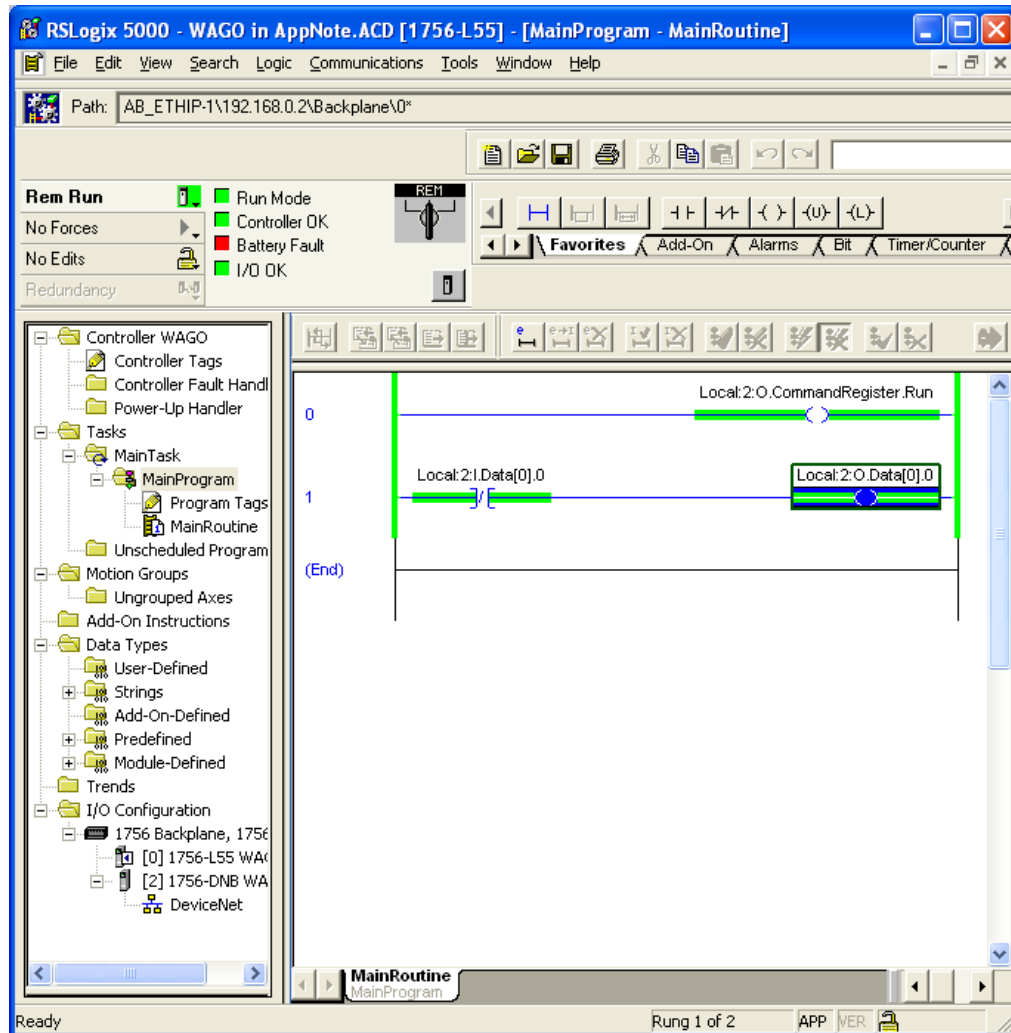 RSLogix 5000 - WAGO in AppNote.ACD [1756-L55] - [MainProgram - MainRoutine]
File Edit View Search Logic Communications Tools Window Help
Path: AB_ETHIP-1\192.168.0.2\Backplane\0*
Rem Run
No Forces
No Edits
Redundancy
Run Mode
Controller OK
Battery Fault
I/O OK
REM
Favorites Add-On Alarms Bit Timer/Counter
Controller WAGO
Controller Tags
Controller Fault Handl
Power-Up Handler
Tasks
MainTask
MainProgram
Program Tags
MainRoutine
Unscheduled Program
Motion Groups
Ungrouped Axes
Add-On Instructions
Data Types
User-Defined
Strings
Add-On-Defined
Predefined
Module-Defined
Trends
I/O Configuration
1756 Backplane, 1756
[0] 1756-L55 WAG
[2] 1756-DNB WA
DeviceNet
Local:2:O.CommandRegister.Run
0
Local:2:I.Data[0].0 Local:2:O.Data[0].0
1
(End)
MainRoutine
MainProgram
Ready Rung 1 of 2 APP VER